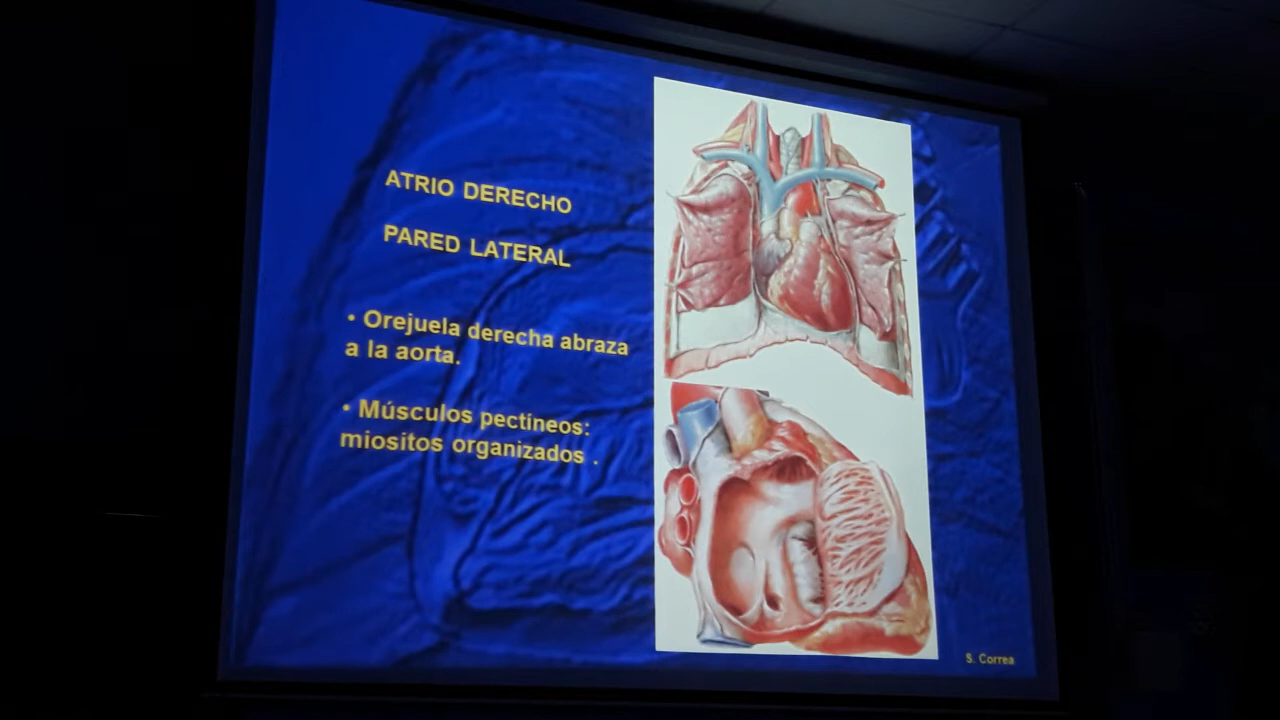 ATRIO DERECHO
PARED LATERAL
• Orejuela derecha abraza
a la aorta.
• Músculos pectíneos:
miositos organizados .
S. Correa